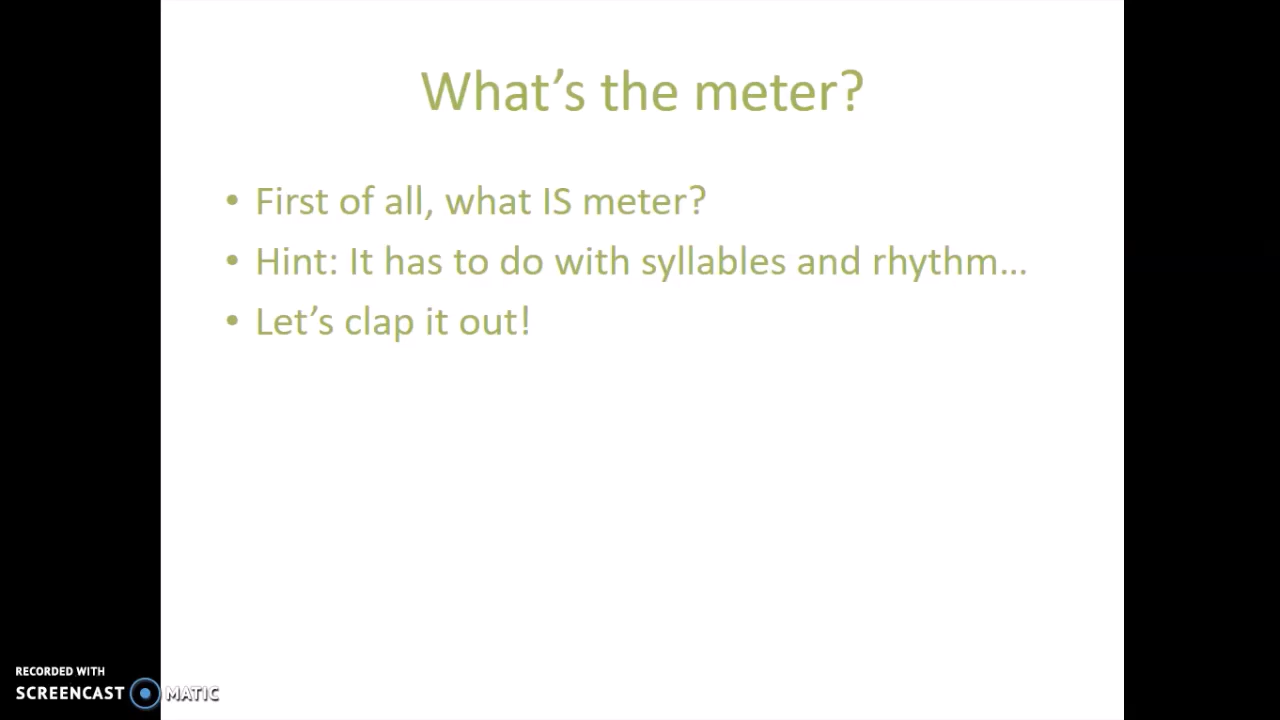 What’s the meter?
• First of all, what IS meter?
• Hint: It has to do with syllables and rhythm…
• Let’s clap it out!
RECORDED WITH
SCREENCAST MATIC